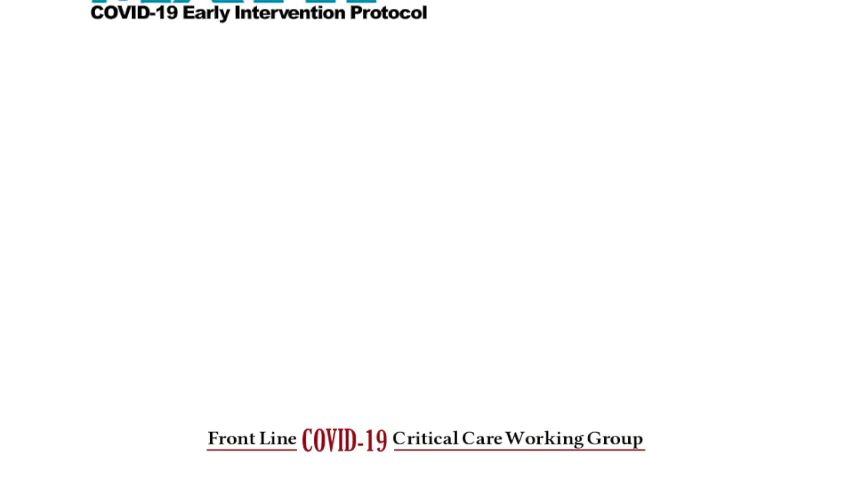 COVID-19 Early Intervention Protocol
Front Line COVID-19 Critical Care Working Group